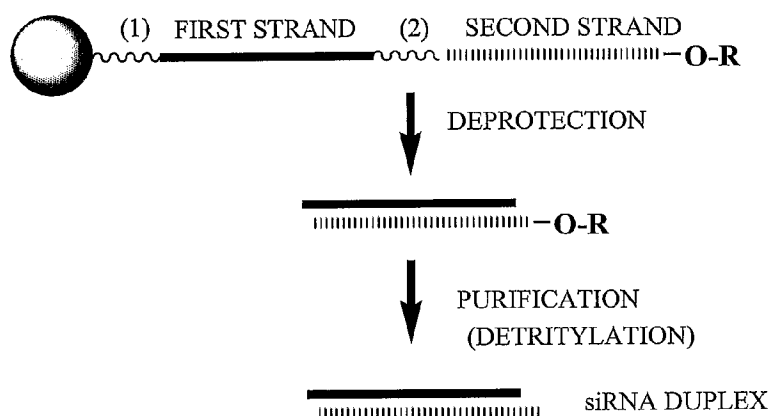 (1) FIRST STRAND (2) SECOND STRAND
O-R
DEPROTECTION
O-R
PURIFICATION
(DETRITYLATION)
siRNA DUPLEX